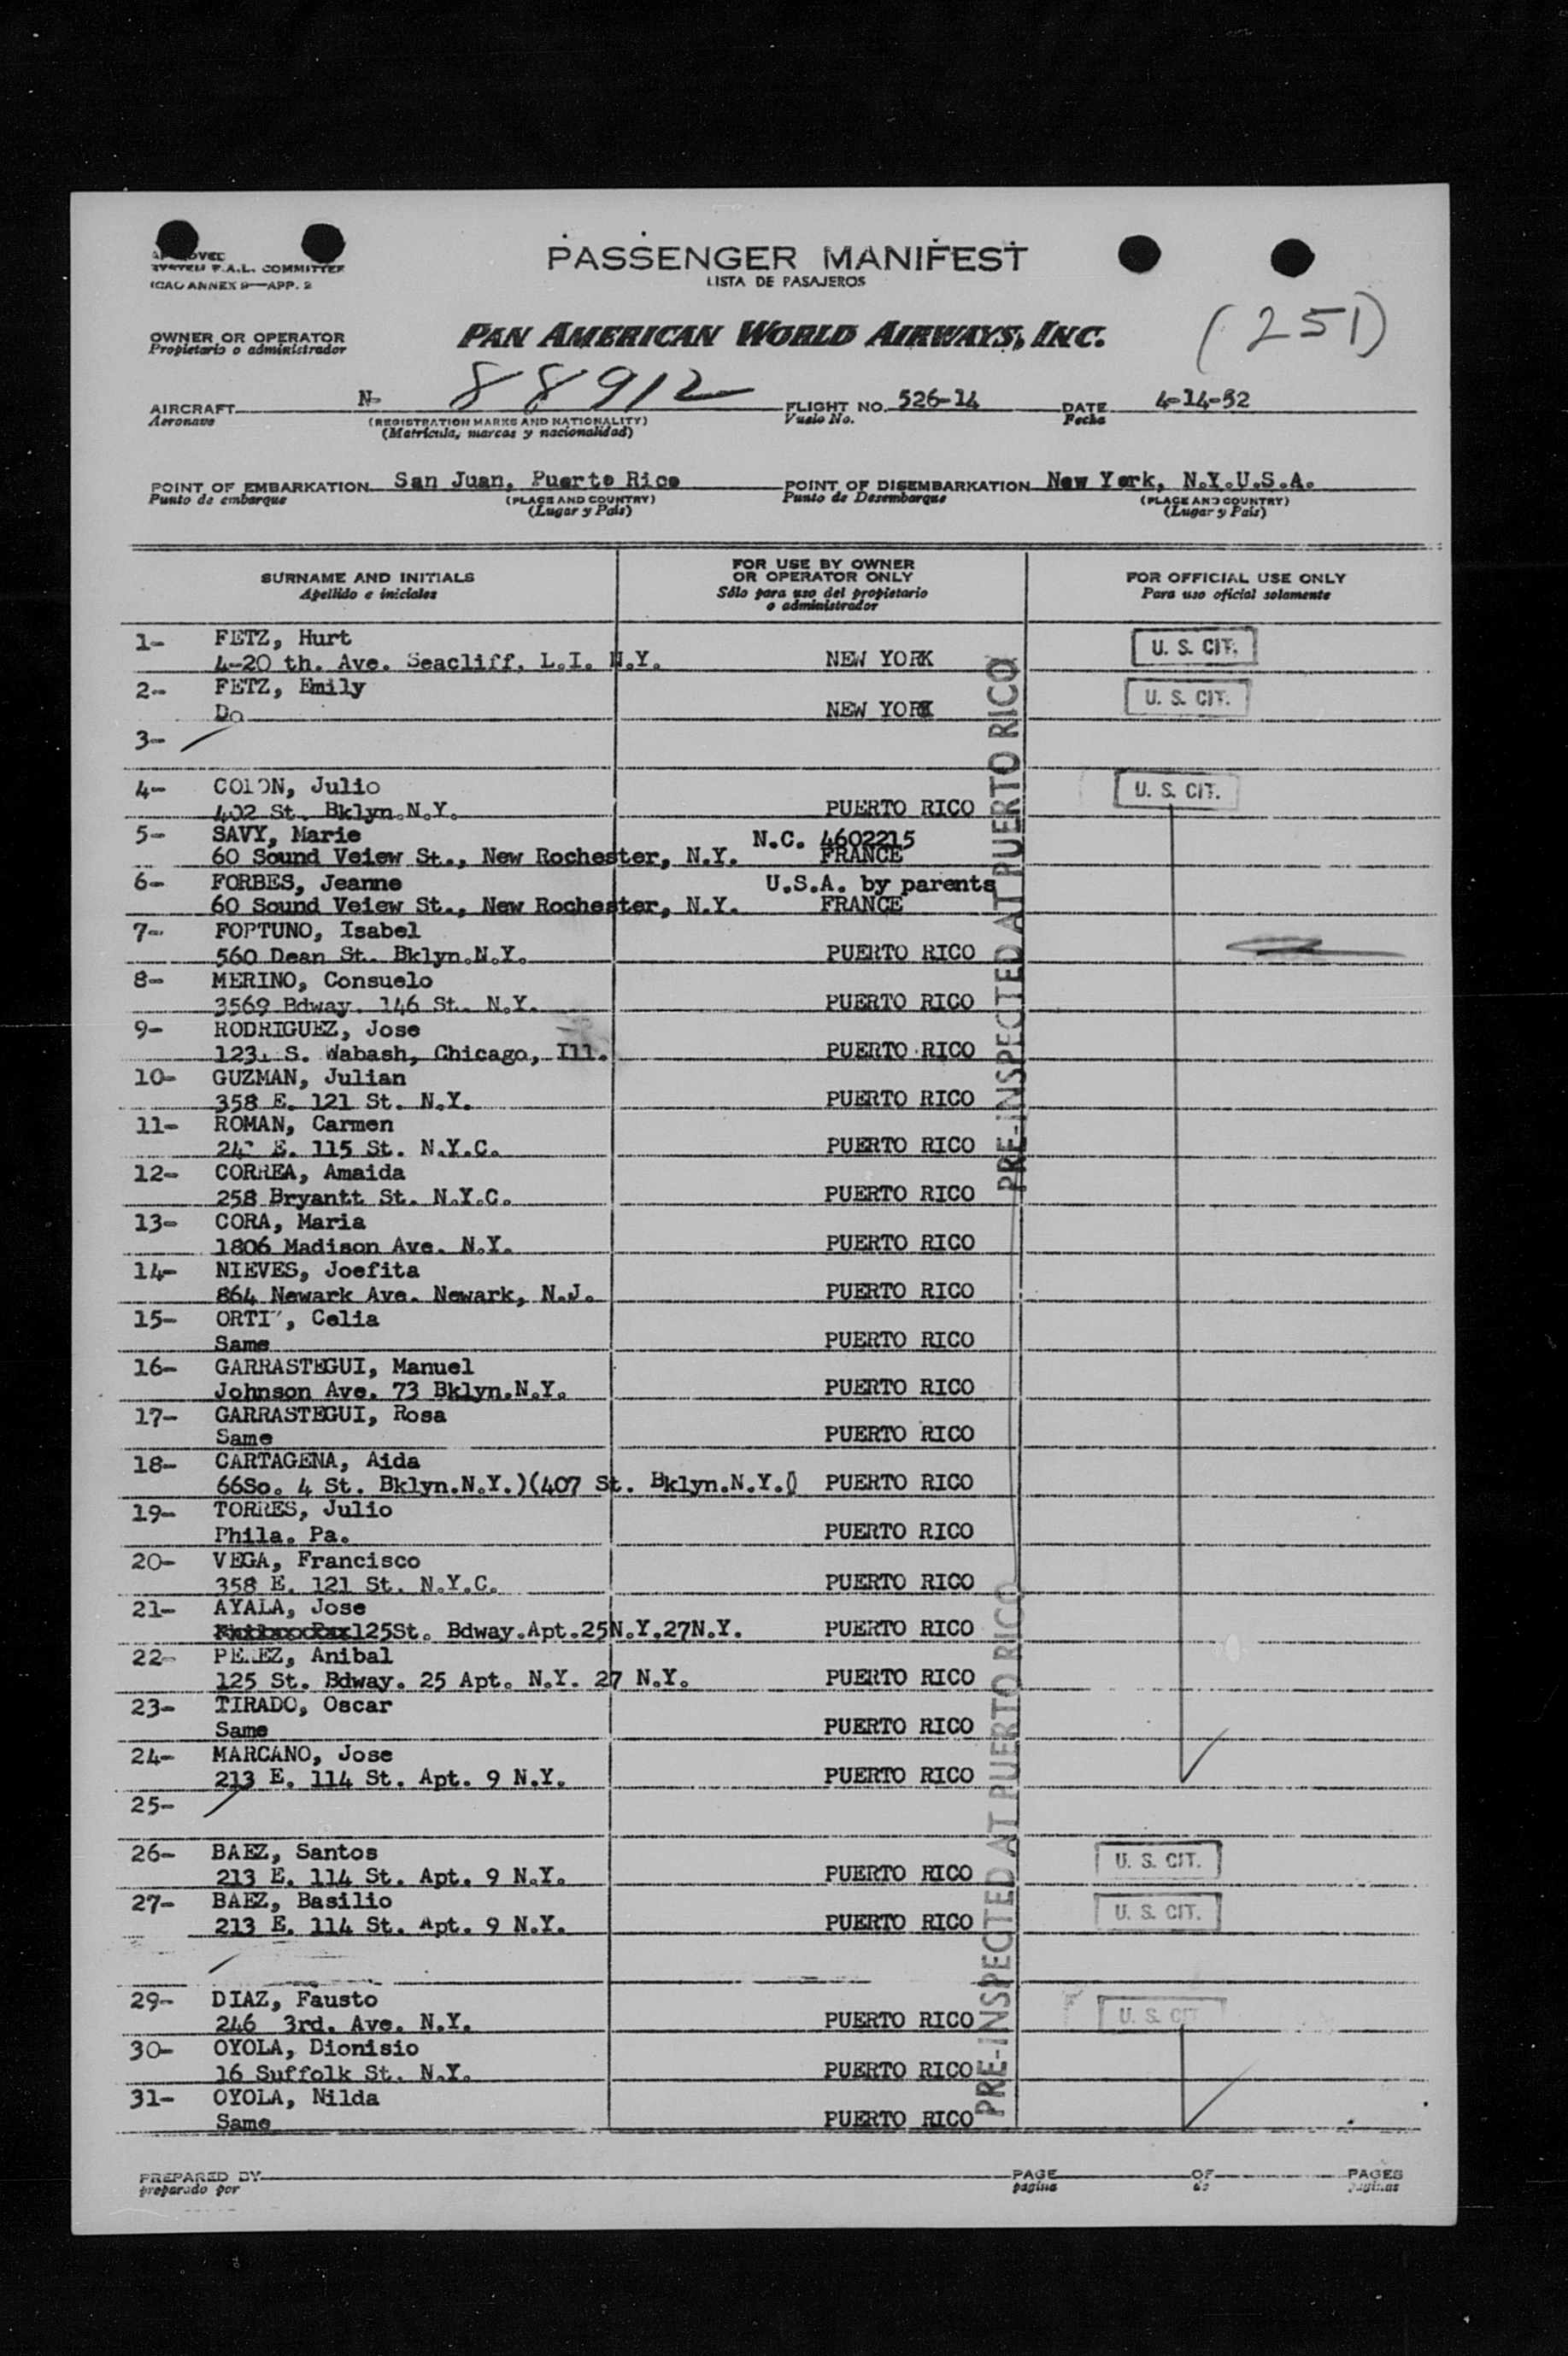 APPROVED
SYSTEM F.A.L. COMMITTEE
ICAO ANNEX 9—APP. 2
PASSENGER MANIFEST
LISTA DE PASAJEROS
(251)
OWNER OR OPERATOR
Propietario o administrador
PAN AMERICAN WORLD AIRWAYS, INC.
AIRCRAFT N- 88912 FLIGHT NO. 526-14 DATE 4-14-52
Aeronave (REGISTRATION MARKS AND NATIONALITY) Vuelo No. Fecha
(Matricula, marcas y nacionalidad)
POINT OF EMBARKATION San Juan, Puerto Rico POINT OF DISEMBARKATION New York, N.Y.U.S.A.
Punto de embarque (PLACE AND COUNTRY) Punto de Desembarque (PLACE AND COUNTRY)
(Lugar y País) (Lugar y País)
SURNAME AND INITIALS
Apellido e iniciales
FOR USE BY OWNER
OR OPERATOR ONLY
Sólo para uso del propietario
o administrador
FOR OFFICIAL USE ONLY
Para uso oficial solamente
1- FETZ, Hurt U. S. CIT.
4-20 th. Ave. Seacliff, L.I. N.Y. NEW YORK
2- FETZ, Emily U. S. CIT.
Do NEW YORK
3-
4- COLON, Julio U. S. CIT.
402 St. Bklyn.N.Y. PUERTO RICO
5- SAVY, Marie N.C. 4602215
60 Sound Veiew St., New Rochester, N.Y. FRANCE
6- FORBES, Jeanne U.S.A. by parents
60 Sound Veiew St., New Rochester, N.Y. FRANCE
7- FOPTUNO, Isabel
560 Dean St. Bklyn.N.Y. PUERTO RICO
8- MERINO, Consuelo
3569 Bdway. 146 St. N.Y. PUERTO RICO
9- RODRIGUEZ, Jose
S. Wabash, Chicago, Ill. PUERTO RICO
10- GUZMAN, Julian
358 E. 121 St. N.Y. PUERTO RICO
11- ROMAN, Carmen
E. 115 St. N.Y.C. PUERTO RICO
12- CORREA, Amaida
258 Bryantt St. N.Y.C. PUERTO RICO
13- CORA, Maria
1806 Madison Ave. N.Y. PUERTO RICO
14- NIEVES, Joefita
864 Newark Ave. Newark, N.J. PUERTO RICO
15- ORTI", Celia
Same PUERTO RICO
16- GARRASTEGUI, Manuel
Johnson Ave. 73 Bklyn.N.Y. PUERTO RICO
17- GARRASTEGUI, Rosa
Same PUERTO RICO
18- CARTAGENA, Aida
66So. 4 St. Bklyn.N.Y.)(407 St. Bklyn.N.Y.() PUERTO RICO
19- TORRES, Julio
Phila. Pa. PUERTO RICO
20- VEGA, Francisco
358 E. 121 St. N.Y.C. PUERTO RICO
21- AYALA, Jose
125St. Bdway.Apt.25N.Y.27N.Y. PUERTO RICO
22- PEREZ, Anibal
125 St. Bdway. 25 Apt. N.Y. 27 N.Y. PUERTO RICO
23- TIRADO, Oscar
Same PUERTO RICO
24- MARCANO, Jose
213 E. 114 St. Apt. 9 N.Y. PUERTO RICO
25-
26- BAEZ, Santos U. S. CIT.
213 E. 114 St. Apt. 9 N.Y. PUERTO RICO
27- BAEZ, Basilio U. S. CIT.
213 E. 114 St. Apt. 9 N.Y. PUERTO RICO
29- DIAZ, Fausto U. S. CIT
246 3rd. Ave. N.Y. PUERTO RICO
30- OYOLA, Dionisio
16 Suffolk St. N.Y. PUERTO RICO
31- OYOLA, Nilda
Same PUERTO RICO
PRE-INSPECTED AT PUERTO RICO
PRE-INSPECTED AT PUERTO RICO
PREPARED BY PAGE OF PAGES
preparado por página de páginas